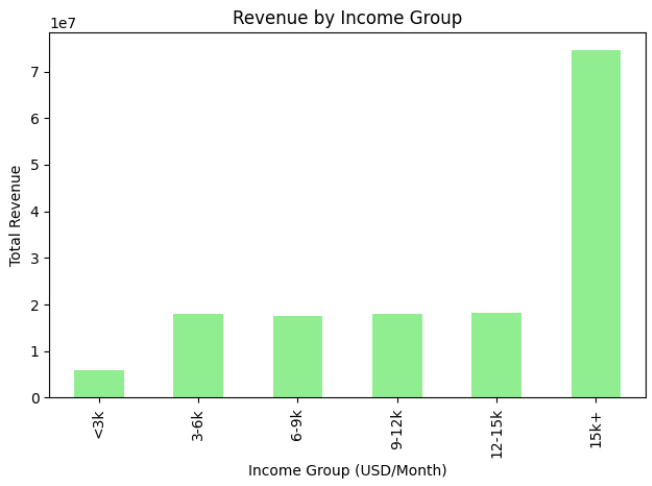 Revenue by Income Group
1e7
Total Revenue
7
6
5
4
3
2
1
0
<3k
3-6k
6-9k
9-12k
12-15k
15k+
Income Group (USD/Month)